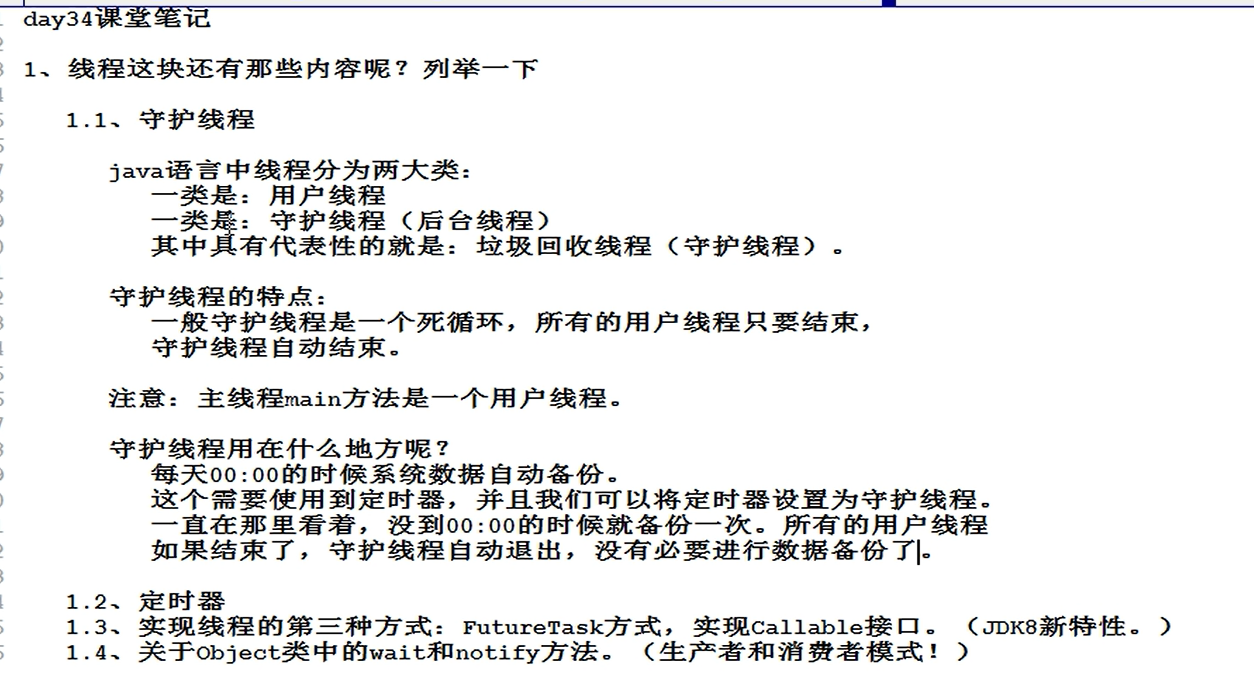 day34课堂笔记
1、线程这块还有那些内容呢？列举一下
1.1、守护线程
java语言中线程分为两大类：
一类是：用户线程
一类是：守护线程（后台线程）
其中具有代表性的就是：垃圾回收线程（守护线程）。
守护线程的特点：
一般守护线程是一个死循环，所有的用户线程只要结束，
守护线程自动结束。
注意：主线程main方法是一个用户线程。
守护线程用在什么地方呢？
每天00:00的时候系统数据自动备份。
这个需要使用到定时器，并且我们可以将定时器设置为守护线程。
一直在那里看着，没到00:00的时候就备份一次。所有的用户线程
如果结束了，守护线程自动退出，没有必要进行数据备份了。
1.2、定时器
1.3、实现线程的第三种方式：FutureTask方式，实现Callable接口。（JDK8新特性。）
1.4、关于Object类中的wait和notify方法。（生产者和消费者模式！）